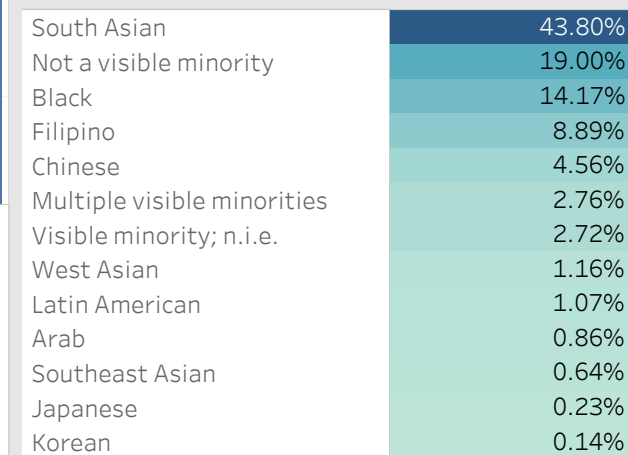 South Asian 43.80%
Not a visible minority 19.00%
Black 14.17%
Filipino 8.89%
Chinese 4.56%
Multiple visible minorities 2.76%
Visible minority; n.i.e. 2.72%
West Asian 1.16%
Latin American 1.07%
Arab 0.86%
Southeast Asian 0.64%
Japanese 0.23%
Korean 0.14%